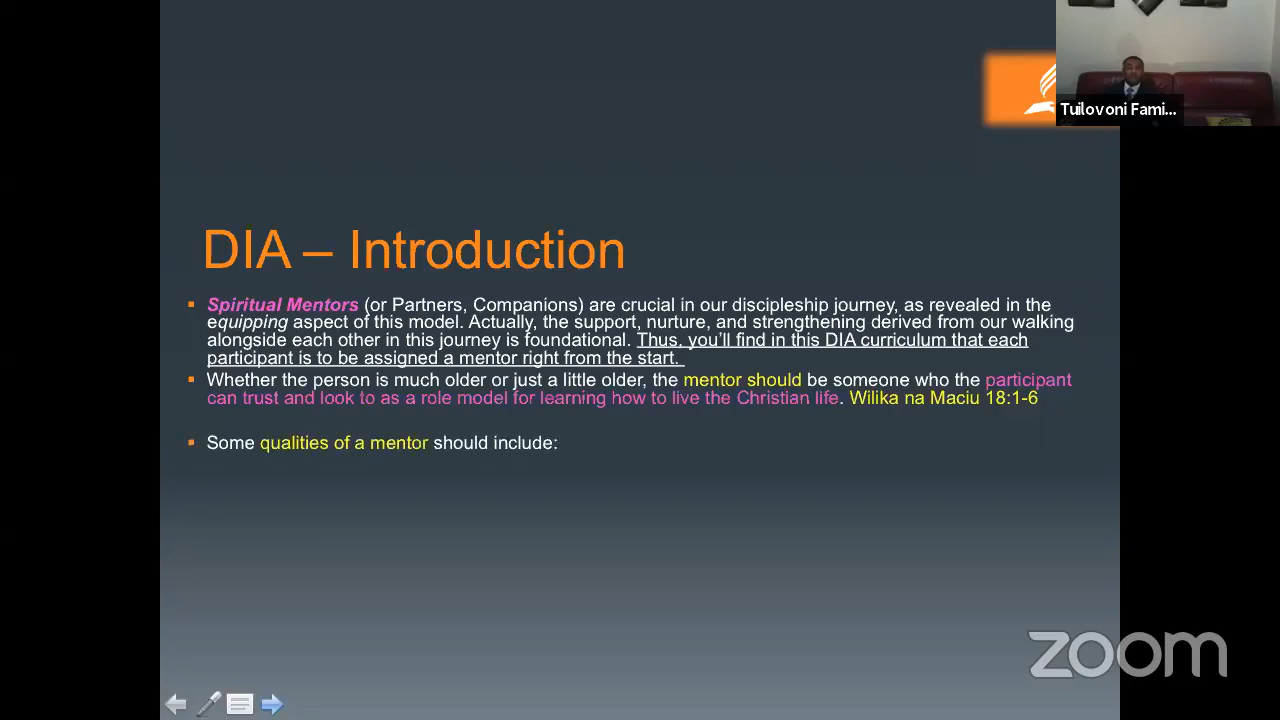 Tuilovoni Fami...
DIA – Introduction
Spiritual Mentors (or Partners, Companions) are crucial in our discipleship journey, as revealed in the
equipping aspect of this model. Actually, the support, nurture, and strengthening derived from our walking
alongside each other in this journey is foundational. Thus, you'll find in this DIA curriculum that each
participant is to be assigned a mentor right from the start.
Whether the person is much older or just a little older, the mentor should be someone who the participant
can trust and look to as a role model for learning how to live the Christian life. Wilika na Maciu 18:1-6
Some qualities of a mentor should include:
zoom